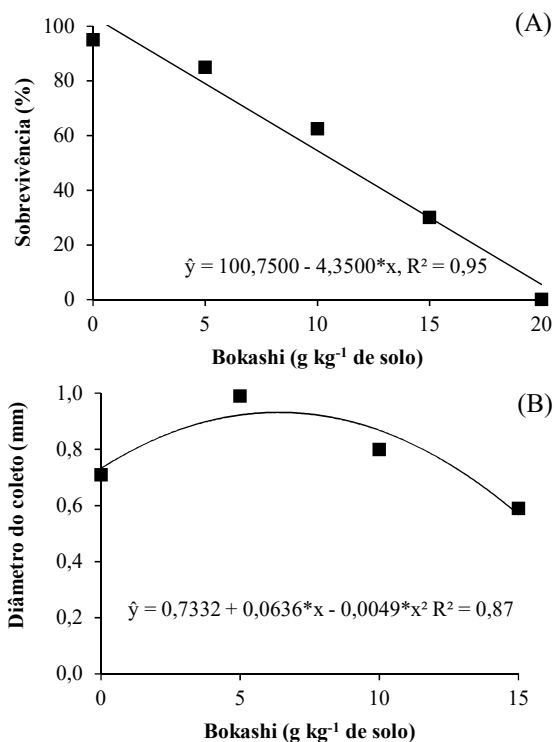 (A)
100
80
60
40
20
0
Sobrevivência (%)
ŷ = 100,7500 - 4,3500*x, R² = 0,95
0 5 10 15 20
Bokashi (g kg⁻¹ de solo)
(B)
1,0
0,8
0,6
0,4
0,2
0,0
Diâmetro do coleto (mm)
ŷ = 0,7332 + 0,0636*x - 0,0049*x² R² = 0,87
0 5 10 15
Bokashi (g kg⁻¹ de solo)